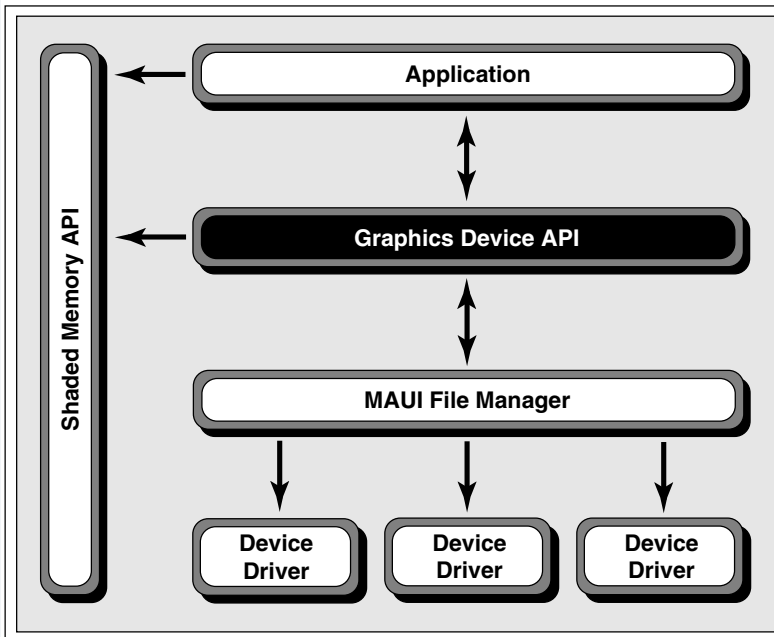 Application
Shaded Memory API
Graphics Device API
MAUI File Manager
Device
Driver
Device
Driver
Device
Driver